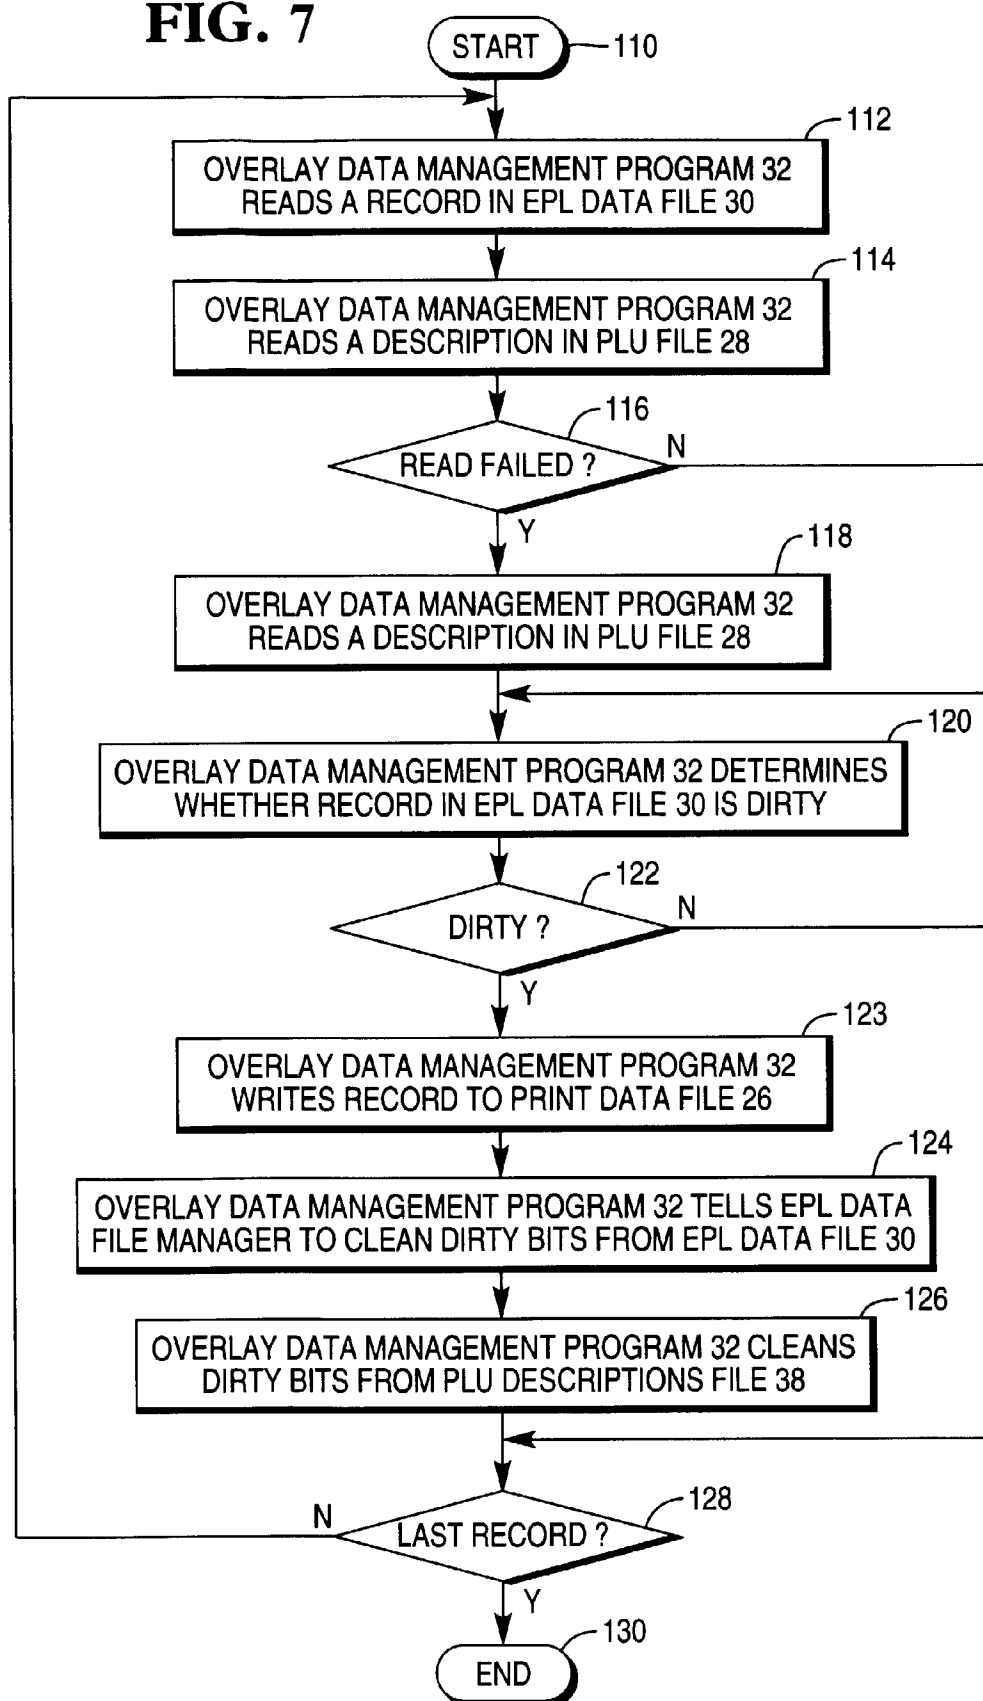 FIG. 7
START
110
112
OVERLAY DATA MANAGEMENT PROGRAM 32
READS A RECORD IN EPL DATA FILE 30
114
OVERLAY DATA MANAGEMENT PROGRAM 32
READS A DESCRIPTION IN PLU FILE 28
116
READ FAILED ?
N
Y
118
OVERLAY DATA MANAGEMENT PROGRAM 32
READS A DESCRIPTION IN PLU FILE 28
120
OVERLAY DATA MANAGEMENT PROGRAM 32 DETERMINES
WHETHER RECORD IN EPL DATA FILE 30 IS DIRTY
122
DIRTY ?
N
Y
123
OVERLAY DATA MANAGEMENT PROGRAM 32
WRITES RECORD TO PRINT DATA FILE 26
124
OVERLAY DATA MANAGEMENT PROGRAM 32 TELLS EPL DATA
FILE MANAGER TO CLEAN DIRTY BITS FROM EPL DATA FILE 30
126
OVERLAY DATA MANAGEMENT PROGRAM 32 CLEANS
DIRTY BITS FROM PLU DESCRIPTIONS FILE 38
128
N
LAST RECORD ?
Y
130
END